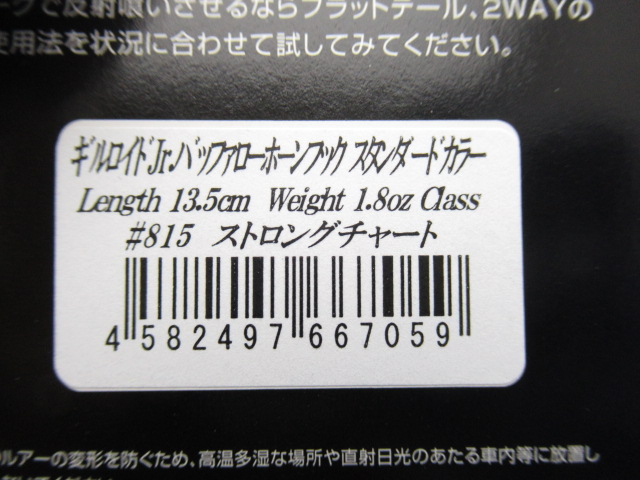 ークで反射喰いさせるならフラットテール、2WAYの
使用法を状況に合わせて試してみてください。
ギルロイドJr.バッファローホーンフック スタンダードカラー
Length 13.5cm Weight 1.8oz Class
#815 ストロングチャート
4 582497 667059
ルアーの変形を防ぐため、高温多湿な場所や直射日光のあたる車内等に放置し